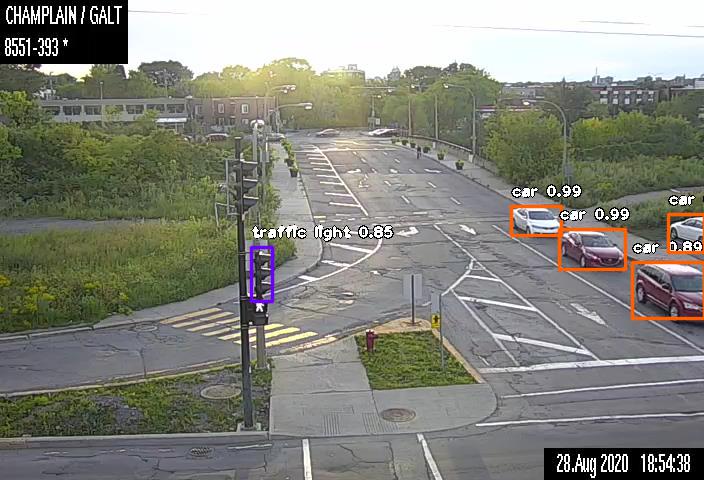 CHAMPLAIN / GALT
8551-393 *
car 0.99
car 0.99
car
car 0.89
traffic light 0.85
28.Aug 2020 18:54:38